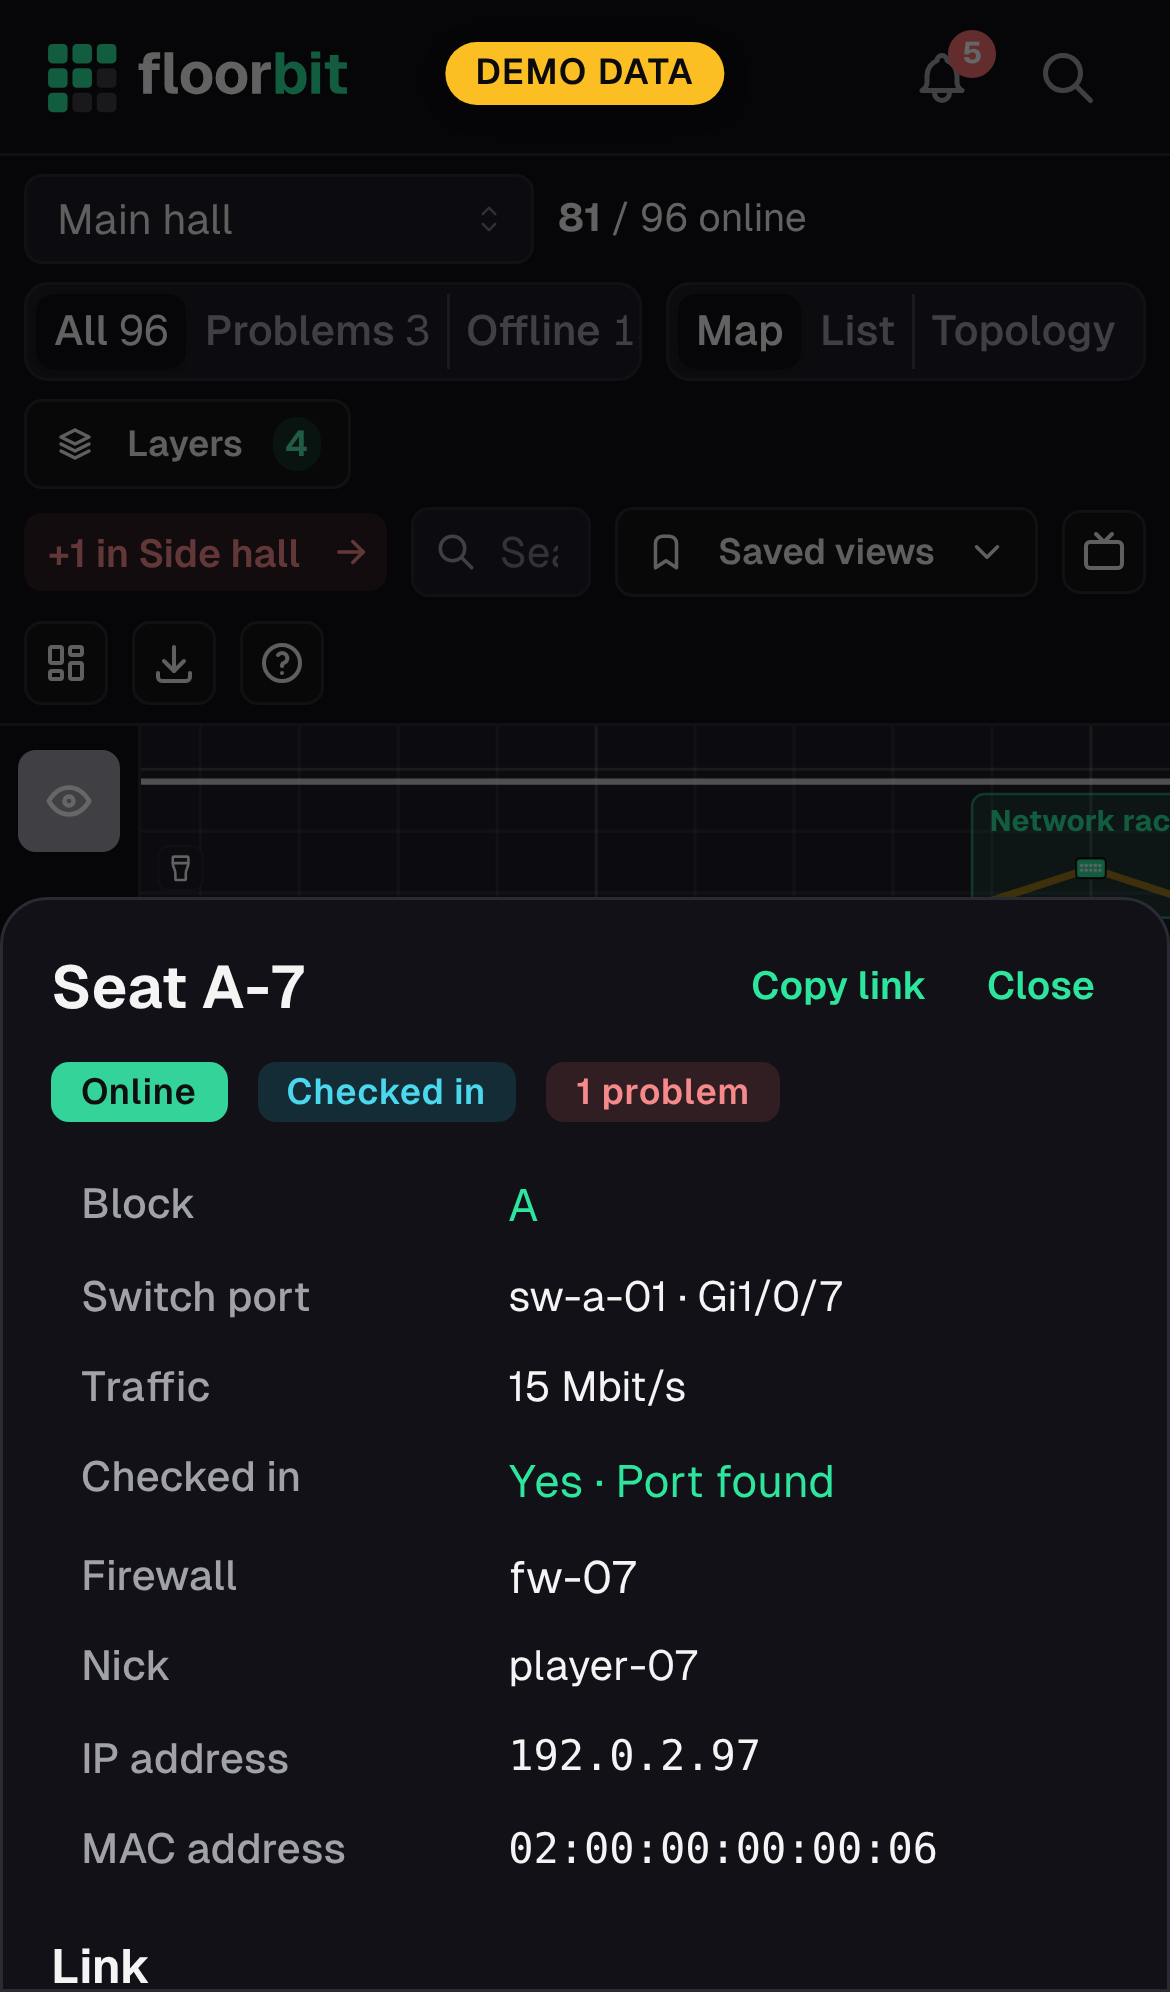 floorbit
DEMO DATA
5
Main hall
81 / 96 online
All 96 Problems 3 Offline 1
Map List Topology
Layers 4
+1 in Side hall
Saved views
Network rac
Seat A-7
Copy link Close
Online Checked in 1 problem
Block A
Switch port sw-a-01 · Gi1/0/7
Traffic 15 Mbit/s
Checked in Yes · Port found
Firewall fw-07
Nick player-07
IP address 192.0.2.97
MAC address 02:00:00:00:00:06
Link